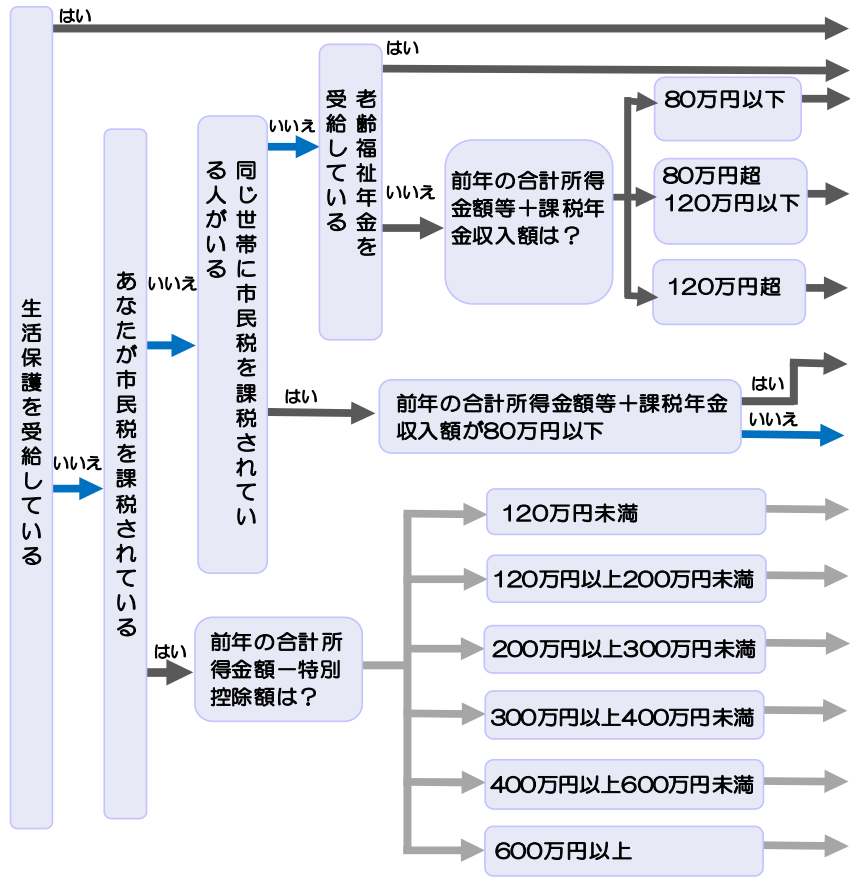 生活保護を受給している
はい
いいえ
あなたが市民税を課税されている
いいえ
はい
同じ世帯に市民税を課税されてい
る人がいる
いいえ
はい
老齢福祉年金を
受給している
はい
いいえ
前年の合計所得
金額等＋課税年
金収入額は？
80万円以下
80万円超
120万円以下
120万円超
前年の合計所得金額等＋課税年金
収入額が80万円以下
はい
いいえ
前年の合計所
得金額－特別
控除額は？
120万円未満
120万円以上200万円未満
200万円以上300万円未満
300万円以上400万円未満
400万円以上600万円未満
600万円以上